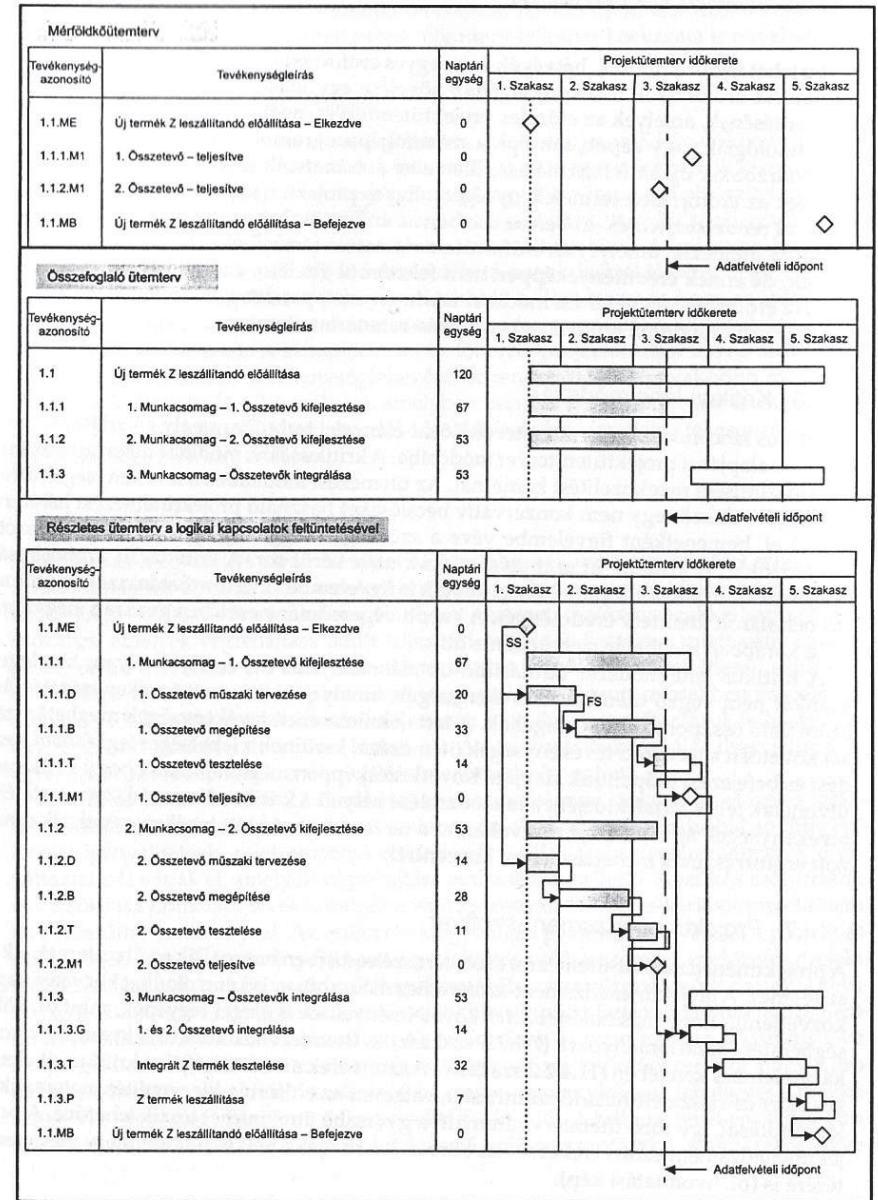 Mérföldkőütemterv
Tevékenység-azonosító Tevékenységleírás Naptári egység Projektütemterv időkerete
1. Szakasz 2. Szakasz 3. Szakasz 4. Szakasz 5. Szakasz
1.1.ME Új termék Z leszállítandó előállítása – Elkezdve 0
1.1.1.M1 1. Összetevő – teljesítve 0
1.1.2.M1 2. Összetevő – teljesítve 0
1.1.MB Új termék Z leszállítandó előállítása – Befejezve 0
Adatfelvételi időpont
Összefoglaló ütemterv
Tevékenység-azonosító Tevékenységleírás Naptári egység Projektütemterv időkerete
1. Szakasz 2. Szakasz 3. Szakasz 4. Szakasz 5. Szakasz
1.1 Új termék Z leszállítandó előállítása 120
1.1.1 1. Munkacsomag – 1. Összetevő kifejlesztése 67
1.1.2 2. Munkacsomag – 2. Összetevő kifejlesztése 53
1.1.3 3. Munkacsomag – Összetevők integrálása 53
Adatfelvételi időpont
Részletes ütemterv a logikai kapcsolatok feltüntetésével
Tevékenység-azonosító Tevékenységleírás Naptári egység Projektütemterv időkerete
1. Szakasz 2. Szakasz 3. Szakasz 4. Szakasz 5. Szakasz
1.1.ME Új termék Z leszállítandó előállítása – Elkezdve 0
SS
1.1.1 1. Munkacsomag – 1. Összetevő kifejlesztése 67
1.1.1.D 1. Összetevő műszaki tervezése 20 FS
1.1.1.B 1. Összetevő megépítése 33
1.1.1.T 1. Összetevő tesztelése 14
1.1.1.M1 1. Összetevő teljesítve 0
1.1.2 2. Munkacsomag – 2. Összetevő kifejlesztése 53
1.1.2.D 2. Összetevő műszaki tervezése 14
1.1.2.B 2. Összetevő megépítése 28
1.1.2.T 2. Összetevő tesztelése 11
1.1.2.M1 2. Összetevő teljesítve 0
1.1.3 3. Munkacsomag – Összetevők integrálása 53
1.1.1.3.G 1. és 2. Összetevő integrálása 14
1.1.3.T Integrált Z termék tesztelése 32
1.1.3.P Z termék leszállítása 7
1.1.MB Új termék Z leszállítandó előállítása – Befejezve 0
Adatfelvételi időpont